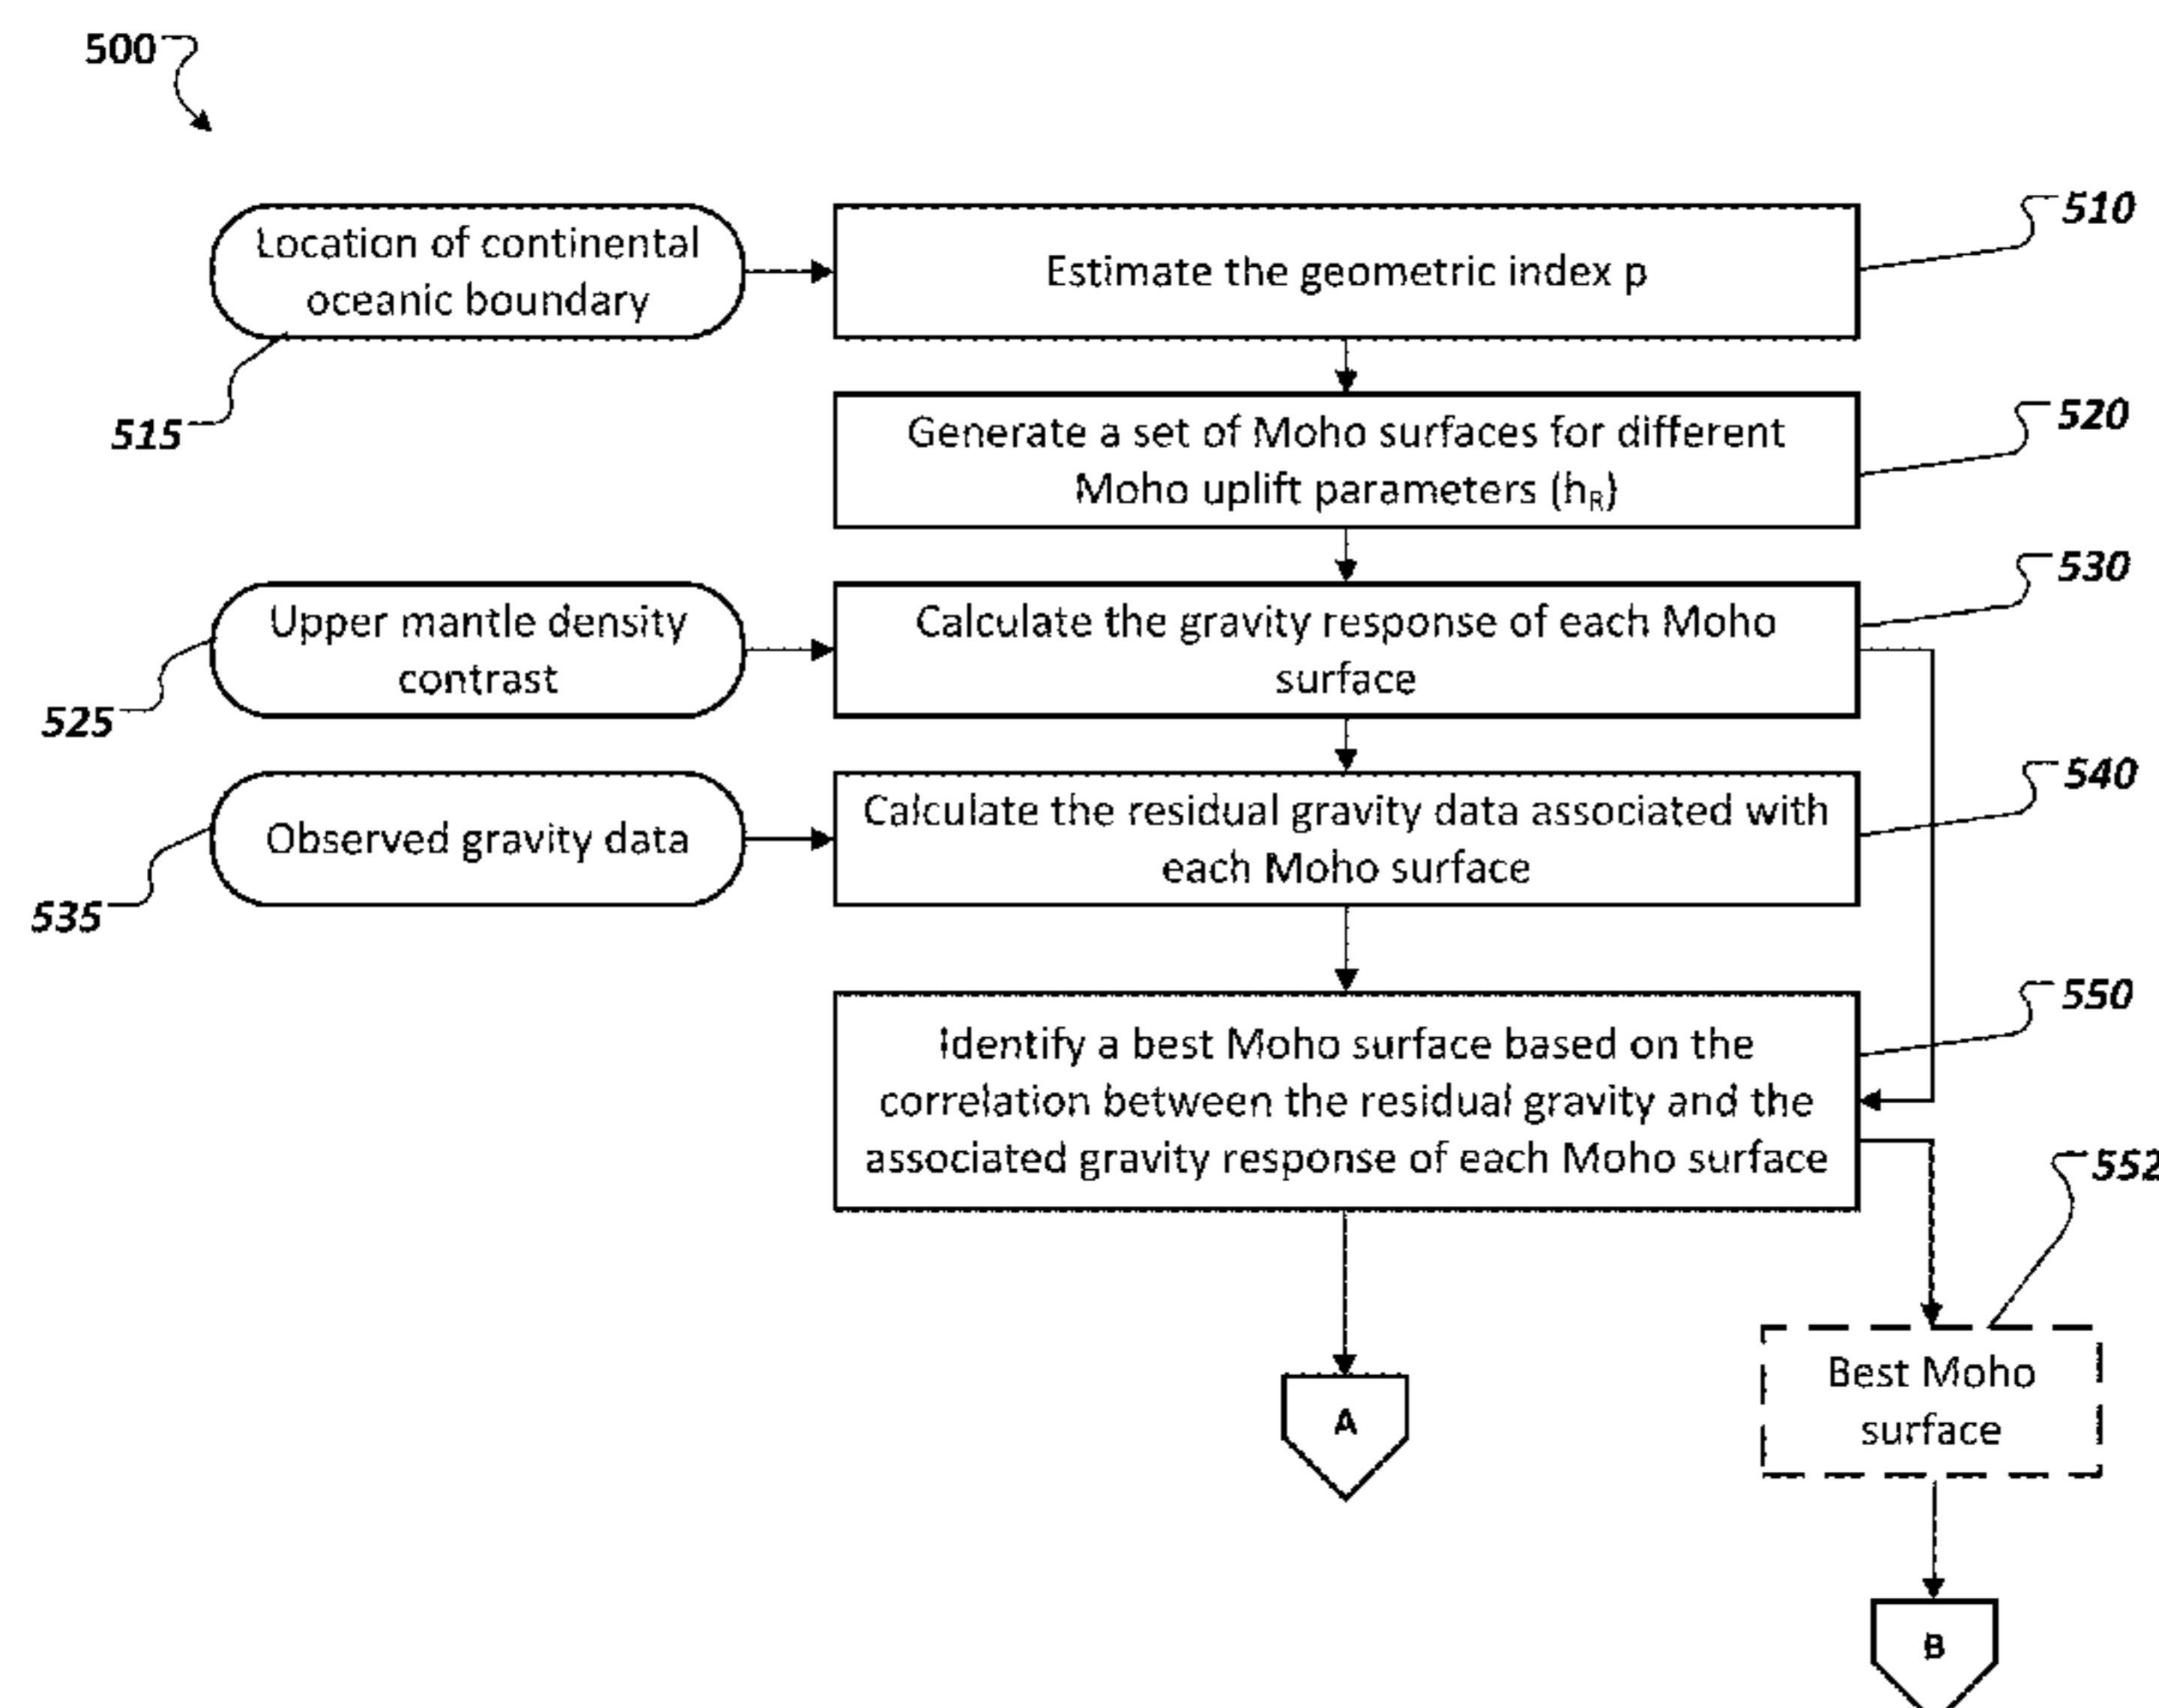 500
Location of continental
oceanic boundary
515
Estimate the geometric index p
510
Generate a set of Moho surfaces for different
Moho uplift parameters (hR)
520
Upper mantle density
contrast
525
Calculate the gravity response of each Moho
surface
530
Observed gravity data
535
Calculate the residual gravity data associated with
each Moho surface
540
Identify a best Moho surface based on the
correlation between the residual gravity and the
associated gravity response of each Moho surface
550
552
A
Best Moho
surface
B